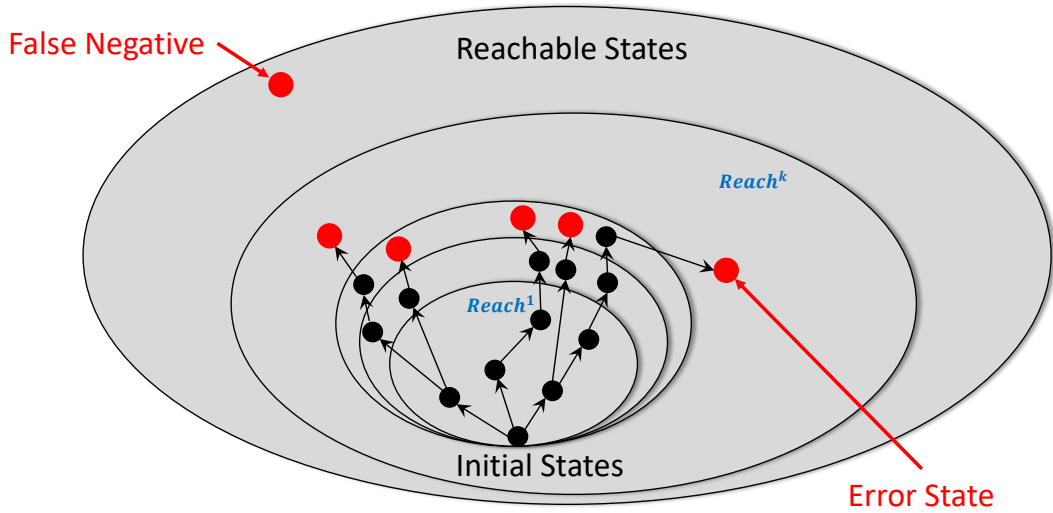 False Negative
Reachable States
Reach^k
Reach^1
Initial States
Error State